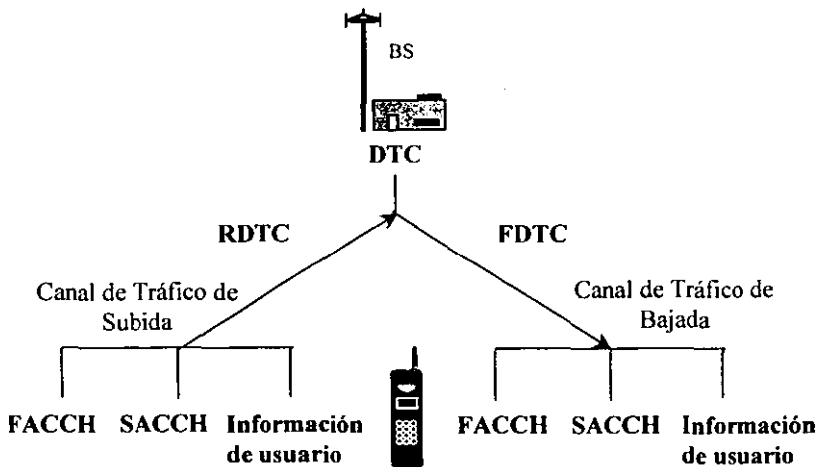 BS
DTC
RDTC
FDTC
Canal de Tráfico de
Subida
Canal de Tráfico de
Bajada
FACCH
SACCH
Información
de usuario
FACCH
SACCH
Información
de usuario